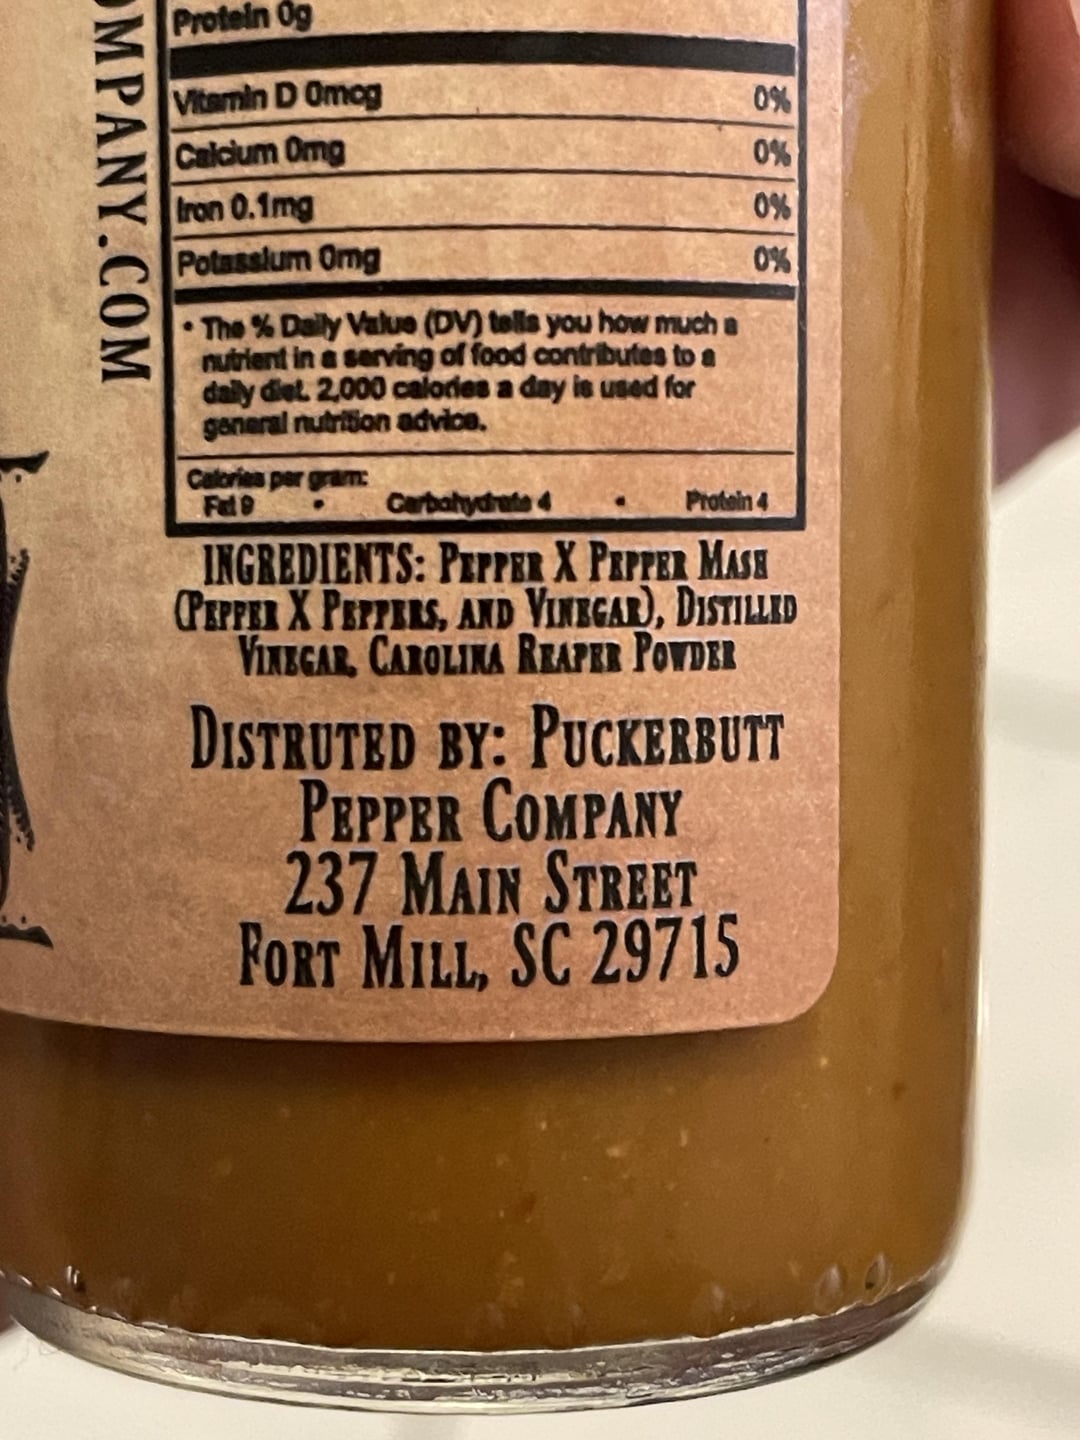 OMPANY.COM
Protein 0g
Vitamin D 0mcg 0%
Calcium 0mg 0%
Iron 0.1mg 0%
Potassium 0mg 0%
• The % Daily Value (DV) tells you how much a
nutrient in a serving of food contributes to a
daily diet. 2,000 calories a day is used for
general nutrition advice.
Calories per gram:
Fat 9 • Carbohydrate 4 • Protein 4
INGREDIENTS: PEPPER X PEPPER MASH
(PEPPER X PEPPERS, AND VINEGAR), DISTILLED
VINEGAR, CAROLINA REAPER POWDER
DISTRUTED BY: PUCKERBUTT
PEPPER COMPANY
237 MAIN STREET
FORT MILL, SC 29715